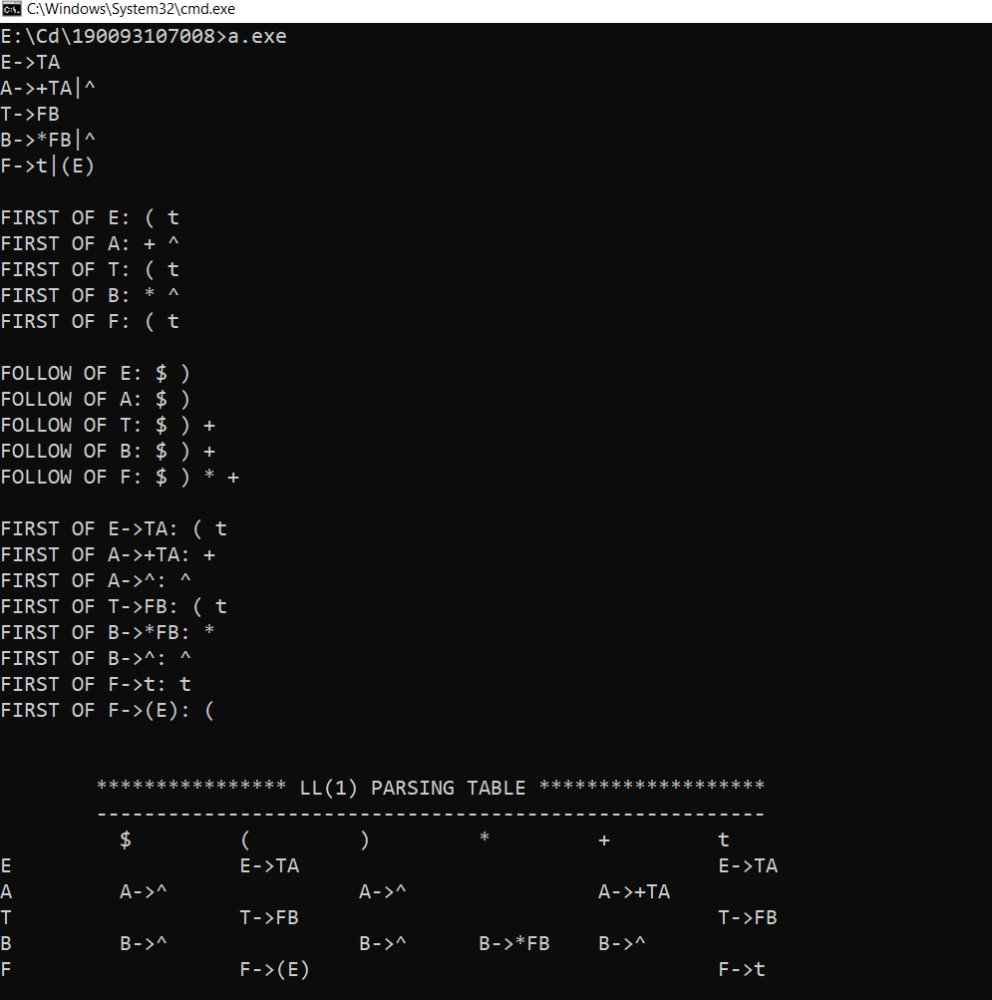 C:\Windows\System32\cmd.exe
E:\Cd\190093107008>a.exe
E->TA
A->+TA|^
T->FB
B->*FB|^
F->t|(E)

FIRST OF E: ( t
FIRST OF A: + ^
FIRST OF T: ( t
FIRST OF B: * ^
FIRST OF F: ( t

FOLLOW OF E: $ )
FOLLOW OF A: $ )
FOLLOW OF T: $ ) +
FOLLOW OF B: $ ) +
FOLLOW OF F: $ ) * +

FIRST OF E->TA: ( t
FIRST OF A->+TA: +
FIRST OF A->^: ^
FIRST OF T->FB: ( t
FIRST OF B->*FB: *
FIRST OF B->^: ^
FIRST OF F->t: t
FIRST OF F->(E): (

**************** LL(1) PARSING TABLE *******************
--------------------------------------------------------
          $         (         )         *         +         t
E                   E->TA                                   E->TA
A         A->^                A->^                A->+TA
T                   T->FB                                   T->FB
B         B->^                B->^      B->*FB    B->^
F                   F->(E)                                  F->t